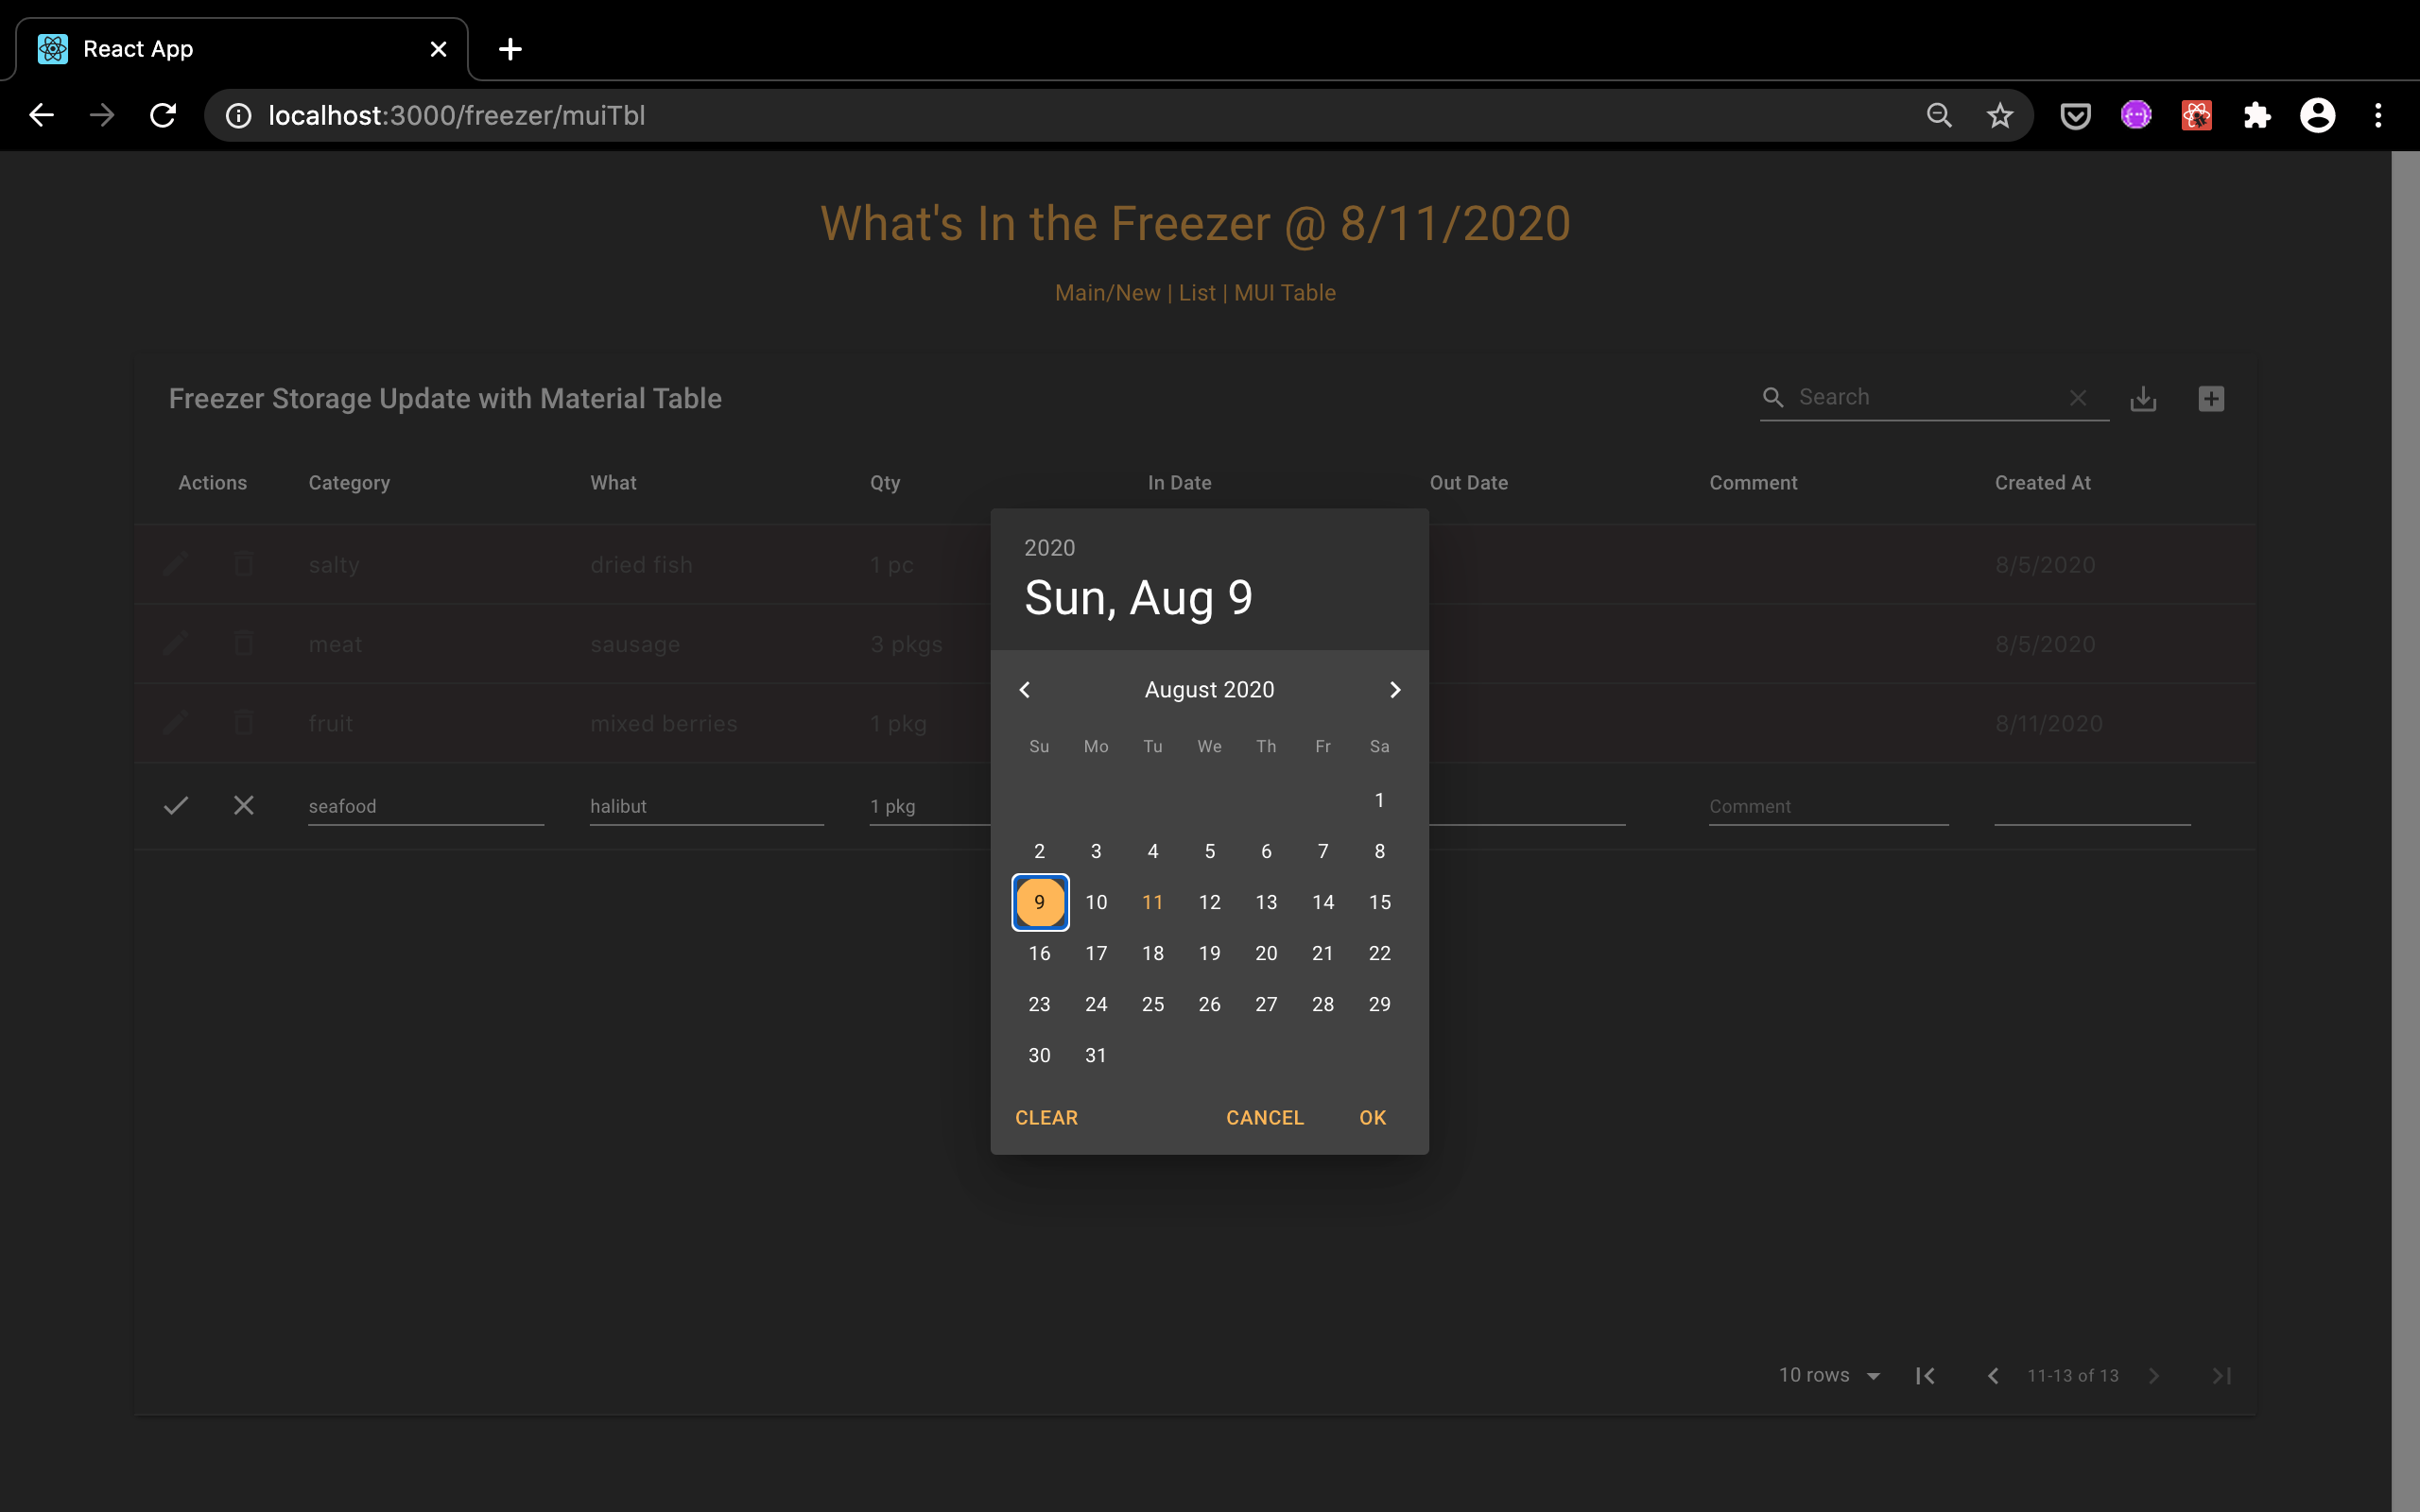 React App
localhost:3000/freezer/muiTbl
What's In the Freezer @ 8/11/2020
Main/New | List | MUI Table
Freezer Storage Update with Material Table
Search
Actions Category What Qty In Date Out Date Comment Created At
salty dried fish 1 pc 8/5/2020
meat sausage 3 pkgs 8/5/2020
fruit mixed berries 1 pkg 8/11/2020
seafood halibut 1 pkg Comment
2020
Sun, Aug 9
August 2020
Su Mo Tu We Th Fr Sa
1
2 3 4 5 6 7 8
9 10 11 12 13 14 15
16 17 18 19 20 21 22
23 24 25 26 27 28 29
30 31
CLEAR CANCEL OK
10 rows 11-13 of 13